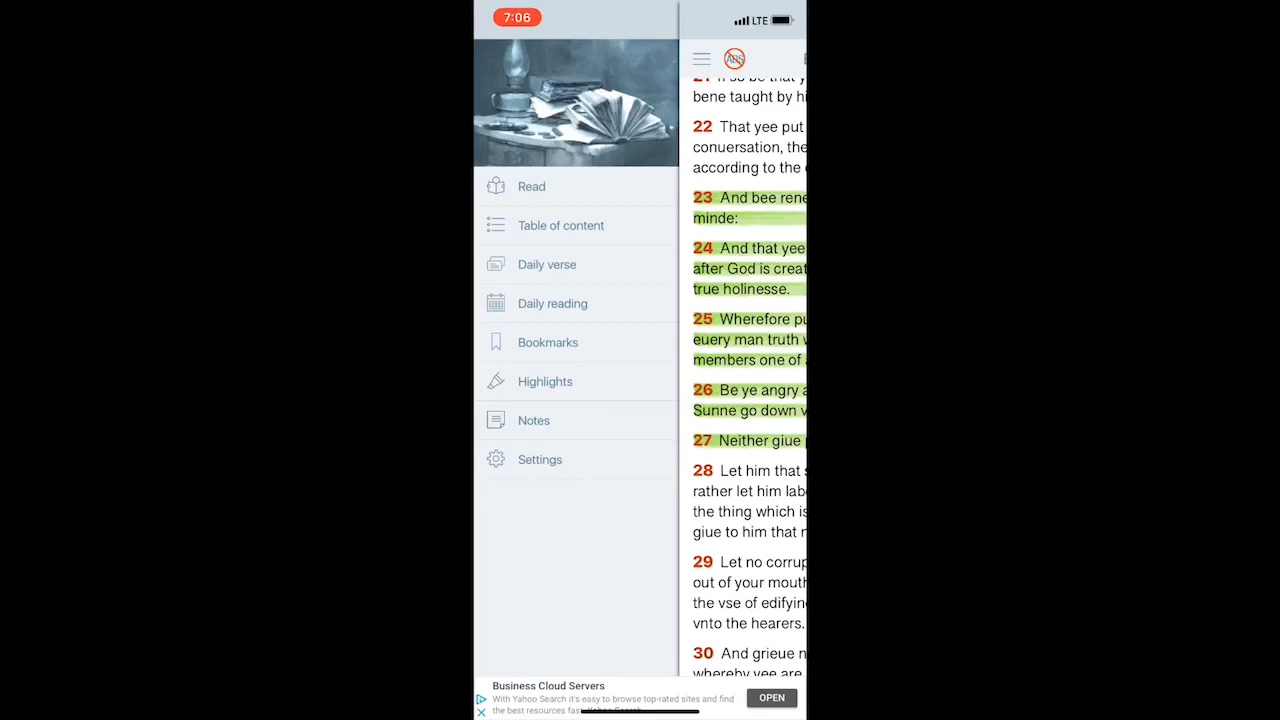 7:06
LTE
ADS
Read
Table of content
Daily verse
Daily reading
Bookmarks
Highlights
Notes
Settings
bene taught by hi
22 That yee put
conuersation, the
according to the
23 And bee rene
minde:
24 And that yee
after God is creat
true holinesse.
25 Wherefore pu
euery man truth
members one of
26 Be ye angry a
Sunne go down v
27 Neither giue
28 Let him that s
rather let him lab
the thing which is
giue to him that n
29 Let no corrup
out of your mouth
the vse of edifyin
vnto the hearers.
30 And grieue n
whereby yee are
Business Cloud Servers
With Yahoo Search it's easy to browse top-rated sites and find
the best resources fast.
OPEN